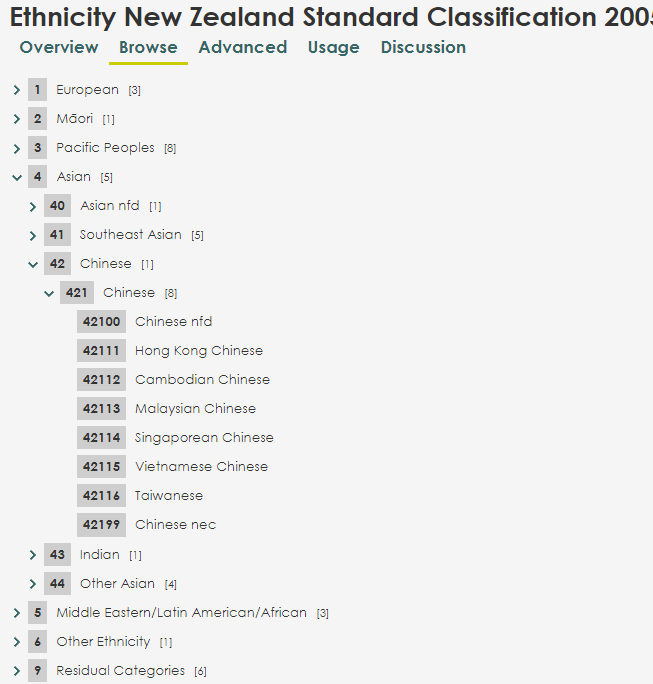 Ethnicity New Zealand Standard Classification 2005
Overview Browse Advanced Usage Discussion
1 European [3]
2 Māori [1]
3 Pacific Peoples [8]
4 Asian [5]
40 Asian nfd [1]
41 Southeast Asian [5]
42 Chinese [1]
421 Chinese [8]
42100 Chinese nfd
42111 Hong Kong Chinese
42112 Cambodian Chinese
42113 Malaysian Chinese
42114 Singaporean Chinese
42115 Vietnamese Chinese
42116 Taiwanese
42199 Chinese nec
43 Indian [1]
44 Other Asian [4]
5 Middle Eastern/Latin American/African [3]
6 Other Ethnicity [1]
9 Residual Categories [6]